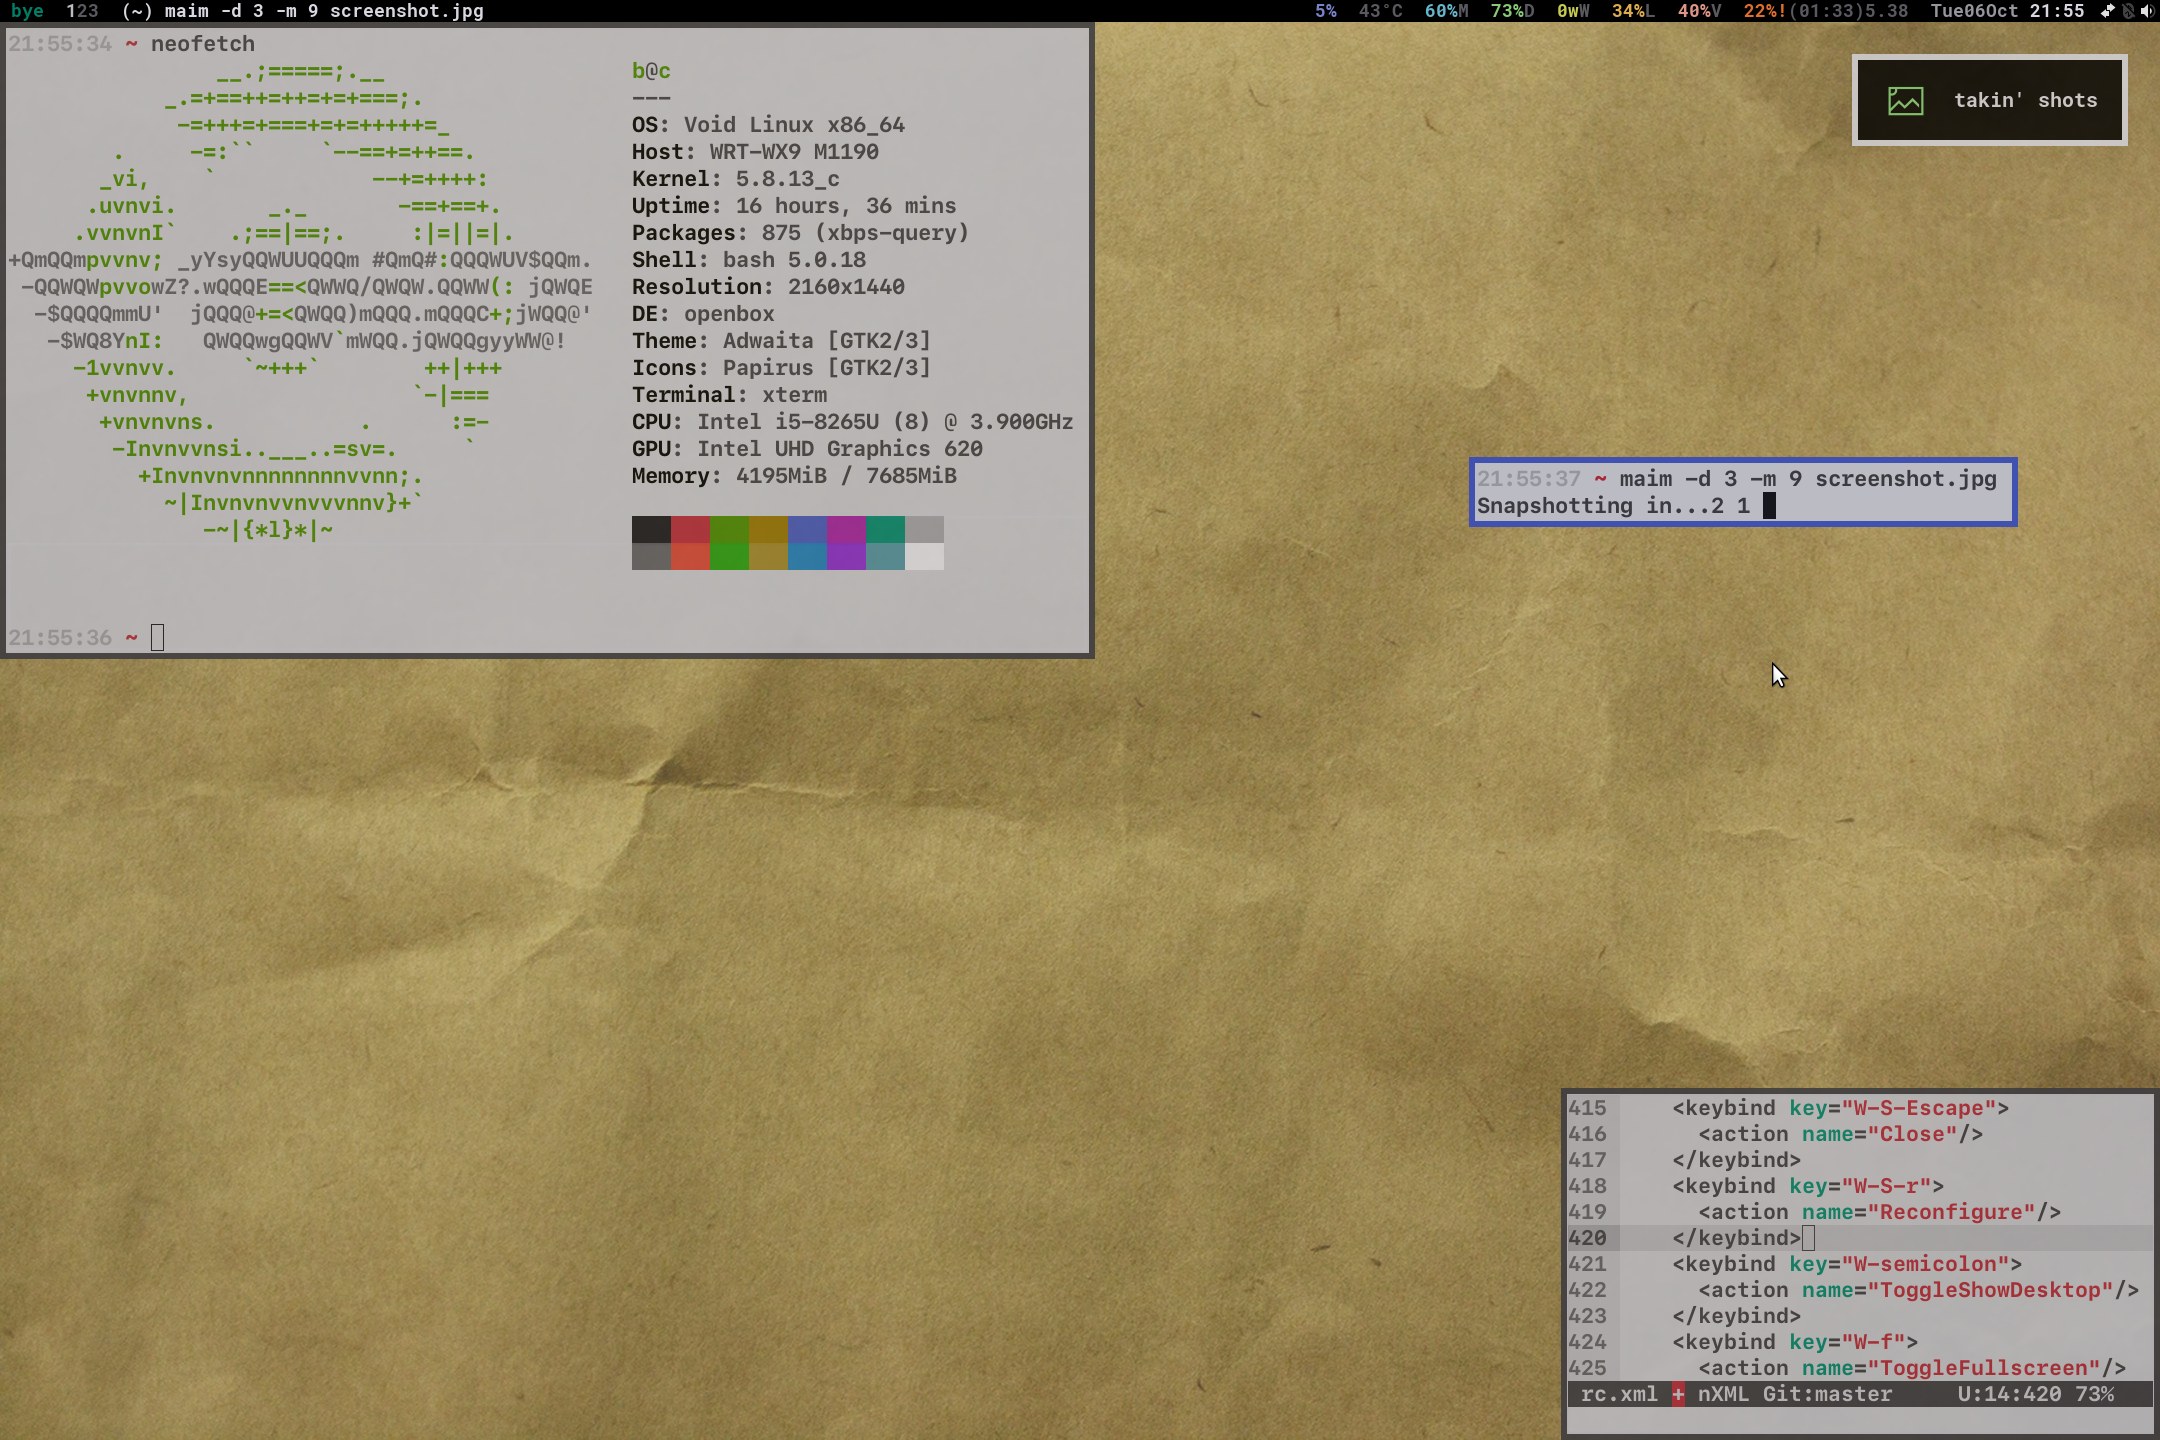 bye 123 (~) maim -d 3 -m 9 screenshot.jpg 5% 43°C 60%M 73%D 0wW 34%L 40%V 22%!(01:33)5.38 Tue06Oct 21:55
21:55:34 ~ neofetch
__.;=====;.__
_.=+==++=++=+=+===;.
-=+++=+===+=+=+++++=_
.      -=:``     `--==+=++==.
_vi,    `            --+=++++:
.uvnvi.       _._       -==+==+.
.vvnvnI`    .;==|==;.     :|=||=|.
+QmQQmpvvnv; _yYsyQQWUUQQQm #QmQ#:QQQWUV$QQm.
-QQWQWpvvowZ?.wQQQE==<QWWQ/QWQW.QQWW(: jQWQE
-$QQQQmmU'  jQQQ@+=<QWQQ)mQQQ.mQQQC+;jWQQ@'
-$WQ8YnI:   QWQQwgQQWV`mWQQ.jQWQQgyyWW@!
-1vvnvv.     `~+++`        ++|+++
+vnvnnv,                 `-|===
+vnvnvns.           .      :=-
-Invnvvnsi..___..=sv=.     `
+Invnvnvnnnnnnnnvvnn;.
~|Invnvnvvnvvvnnv}+`
-~|{*l}*|~
b@c
---
OS: Void Linux x86_64
Host: WRT-WX9 M1190
Kernel: 5.8.13_c
Uptime: 16 hours, 36 mins
Packages: 875 (xbps-query)
Shell: bash 5.0.18
Resolution: 2160x1440
DE: openbox
Theme: Adwaita [GTK2/3]
Icons: Papirus [GTK2/3]
Terminal: xterm
CPU: Intel i5-8265U (8) @ 3.900GHz
GPU: Intel UHD Graphics 620
Memory: 4195MiB / 7685MiB
21:55:36 ~
takin' shots
21:55:37 ~ maim -d 3 -m 9 screenshot.jpg
Snapshotting in...2 1
415 <keybind key="W-S-Escape">
416 <action name="Close"/>
417 </keybind>
418 <keybind key="W-S-r">
419 <action name="Reconfigure"/>
420 </keybind>
421 <keybind key="W-semicolon">
422 <action name="ToggleShowDesktop"/>
423 </keybind>
424 <keybind key="W-f">
425 <action name="ToggleFullscreen"/>
rc.xml + nXML Git:master U:14:420 73%